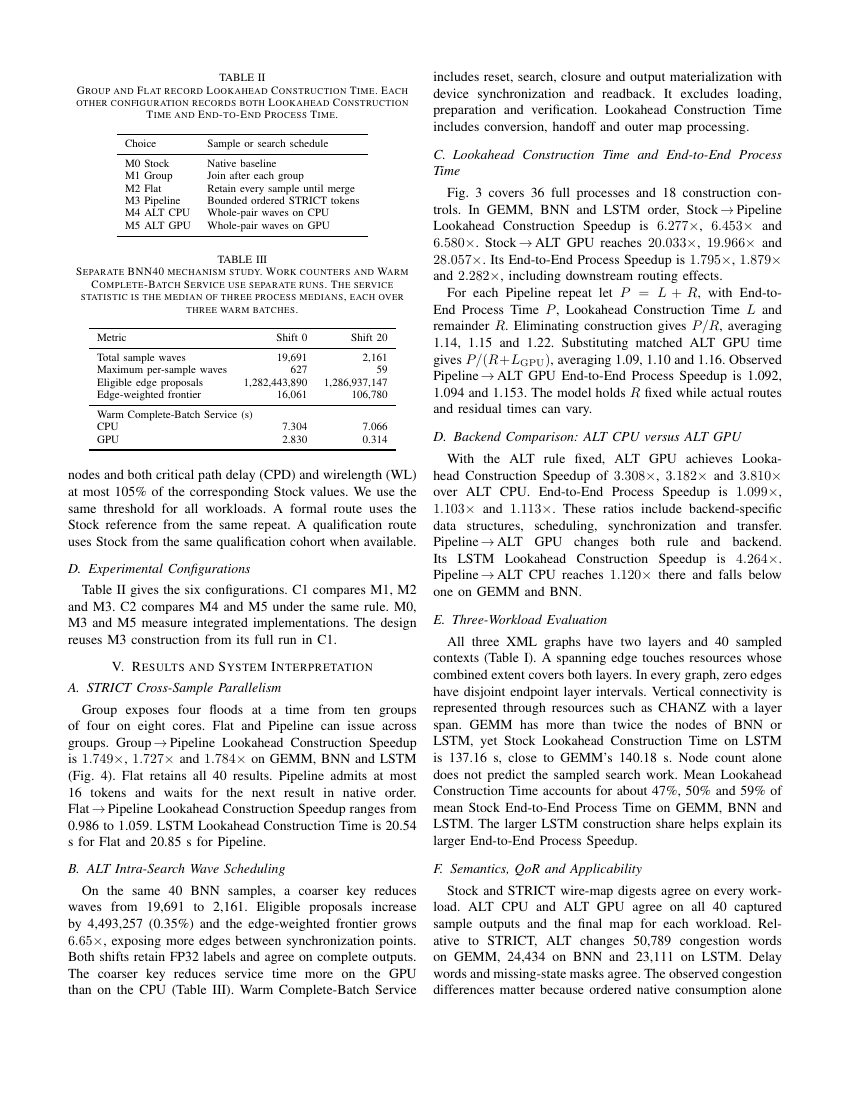 TABLE II
GROUP AND FLAT RECORD LOOKAHEAD CONSTRUCTION TIME. EACH
OTHER CONFIGURATION RECORDS BOTH LOOKAHEAD CONSTRUCTION
TIME AND END-TO-END PROCESS TIME.
Choice Sample or search schedule
M0 Stock Native baseline
M1 Group Join after each group
M2 Flat Retain every sample until merge
M3 Pipeline Bounded ordered STRICT tokens
M4 ALT CPU Whole-pair waves on CPU
M5 ALT GPU Whole-pair waves on GPU
TABLE III
SEPARATE BNN40 MECHANISM STUDY. WORK COUNTERS AND WARM
COMPLETE-BATCH SERVICE USE SEPARATE RUNS. THE SERVICE
STATISTIC IS THE MEDIAN OF THREE PROCESS MEDIANS, EACH OVER
THREE WARM BATCHES.
Metric Shift 0 Shift 20
Total sample waves 19,691 2,161
Maximum per-sample waves 627 59
Eligible edge proposals 1,282,443,890 1,286,937,147
Edge-weighted frontier 16,061 106,780
Warm Complete-Batch Service (s)
CPU 7.304 7.066
GPU 2.830 0.314
nodes and both critical path delay (CPD) and wirelength (WL)
at most 105% of the corresponding Stock values. We use the
same threshold for all workloads. A formal route uses the
Stock reference from the same repeat. A qualification route
uses Stock from the same qualification cohort when available.
D. Experimental Configurations
Table II gives the six configurations. C1 compares M1, M2
and M3. C2 compares M4 and M5 under the same rule. M0,
M3 and M5 measure integrated implementations. The design
reuses M3 construction from its full run in C1.
V. RESULTS AND SYSTEM INTERPRETATION
A. STRICT Cross-Sample Parallelism
Group exposes four floods at a time from ten groups
of four on eight cores. Flat and Pipeline can issue across
groups. Group→Pipeline Lookahead Construction Speedup
is 1.749×, 1.727× and 1.784× on GEMM, BNN and LSTM
(Fig. 4). Flat retains all 40 results. Pipeline admits at most
16 tokens and waits for the next result in native order.
Flat→Pipeline Lookahead Construction Speedup ranges from
0.986 to 1.059. LSTM Lookahead Construction Time is 20.54
s for Flat and 20.85 s for Pipeline.
B. ALT Intra-Search Wave Scheduling
On the same 40 BNN samples, a coarser key reduces
waves from 19,691 to 2,161. Eligible proposals increase
by 4,493,257 (0.35%) and the edge-weighted frontier grows
6.65×, exposing more edges between synchronization points.
Both shifts retain FP32 labels and agree on complete outputs.
The coarser key reduces service time more on the GPU
than on the CPU (Table III). Warm Complete-Batch Service
includes reset, search, closure and output materialization with
device synchronization and readback. It excludes loading,
preparation and verification. Lookahead Construction Time
includes conversion, handoff and outer map processing.
C. Lookahead Construction Time and End-to-End Process
Time
Fig. 3 covers 36 full processes and 18 construction con-
trols. In GEMM, BNN and LSTM order, Stock→Pipeline
Lookahead Construction Speedup is 6.277×, 6.453× and
6.580×. Stock→ALT GPU reaches 20.033×, 19.966× and
28.057×. Its End-to-End Process Speedup is 1.795×, 1.879×
and 2.282×, including downstream routing effects.
For each Pipeline repeat let P = L + R, with End-to-
End Process Time P, Lookahead Construction Time L and
remainder R. Eliminating construction gives P/R, averaging
1.14, 1.15 and 1.22. Substituting matched ALT GPU time
gives P/(R+L_GPU), averaging 1.09, 1.10 and 1.16. Observed
Pipeline→ALT GPU End-to-End Process Speedup is 1.092,
1.094 and 1.153. The model holds R fixed while actual routes
and residual times can vary.
D. Backend Comparison: ALT CPU versus ALT GPU
With the ALT rule fixed, ALT GPU achieves Looka-
head Construction Speedup of 3.308×, 3.182× and 3.810×
over ALT CPU. End-to-End Process Speedup is 1.099×,
1.103× and 1.113×. These ratios include backend-specific
data structures, scheduling, synchronization and transfer.
Pipeline→ALT GPU changes both rule and backend.
Its LSTM Lookahead Construction Speedup is 4.264×.
Pipeline→ALT CPU reaches 1.120× there and falls below
one on GEMM and BNN.
E. Three-Workload Evaluation
All three XML graphs have two layers and 40 sampled
contexts (Table I). A spanning edge touches resources whose
combined extent covers both layers. In every graph, zero edges
have disjoint endpoint layer intervals. Vertical connectivity is
represented through resources such as CHANZ with a layer
span. GEMM has more than twice the nodes of BNN or
LSTM, yet Stock Lookahead Construction Time on LSTM
is 137.16 s, close to GEMM's 140.18 s. Node count alone
does not predict the sampled search work. Mean Lookahead
Construction Time accounts for about 47%, 50% and 59% of
mean Stock End-to-End Process Time on GEMM, BNN and
LSTM. The larger LSTM construction share helps explain its
larger End-to-End Process Speedup.
F. Semantics, QoR and Applicability
Stock and STRICT wire-map digests agree on every work-
load. ALT CPU and ALT GPU agree on all 40 captured
sample outputs and the final map for each workload. Rel-
ative to STRICT, ALT changes 50,789 congestion words
on GEMM, 24,434 on BNN and 23,111 on LSTM. Delay
words and missing-state masks agree. The observed congestion
differences matter because ordered native consumption alone